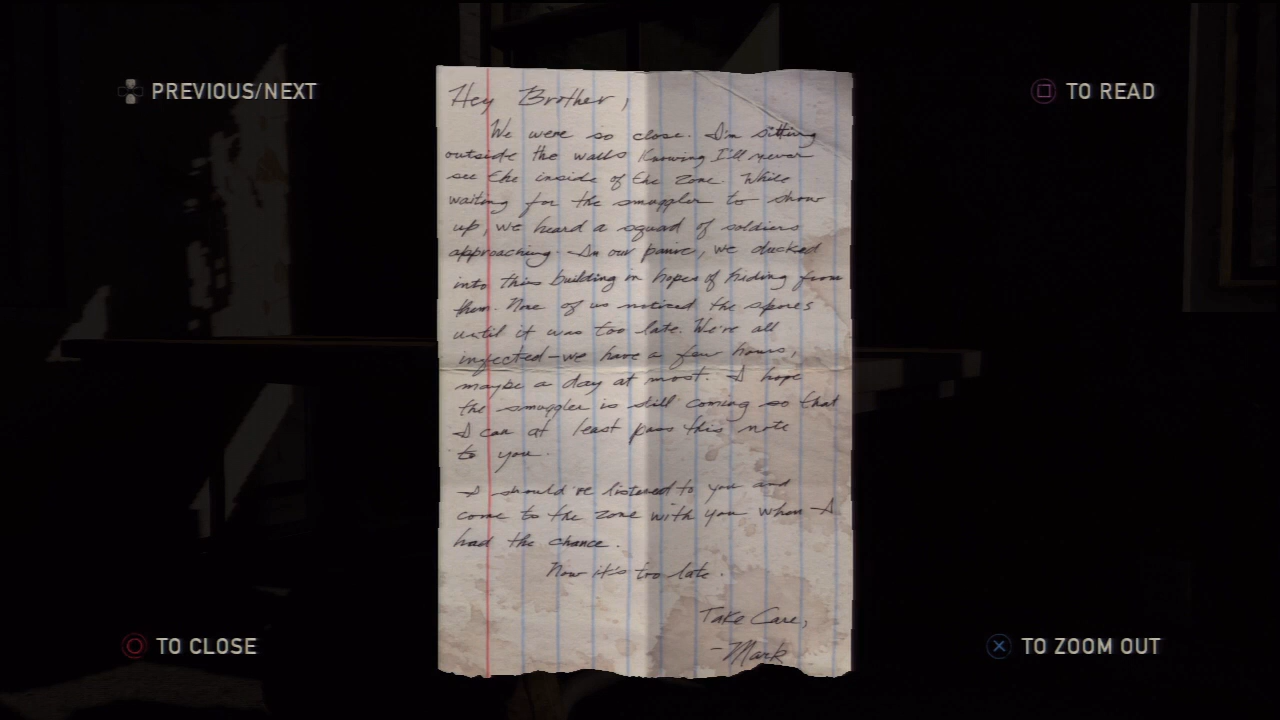 PREVIOUS/NEXT
TO READ
Hey Brother,
We were so close. I'm sitting
outside the walls knowing I'll never
see the inside of the zone. While
waiting for the smuggler to show
up, we heard a squad of soldiers
approaching. In our panic, we ducked
into this building in hopes of hiding from
them. None of us noticed the spores
until it was too late. We're all
infected-we have a few hours,
maybe a day at most. I hope
the smuggler is still coming so that
I can at least pass this note
to you.
I should've listened to you and
come to the zone with you when I
had the chance.
Now it's too late.
Take Care,
-Mark
TO CLOSE
TO ZOOM OUT